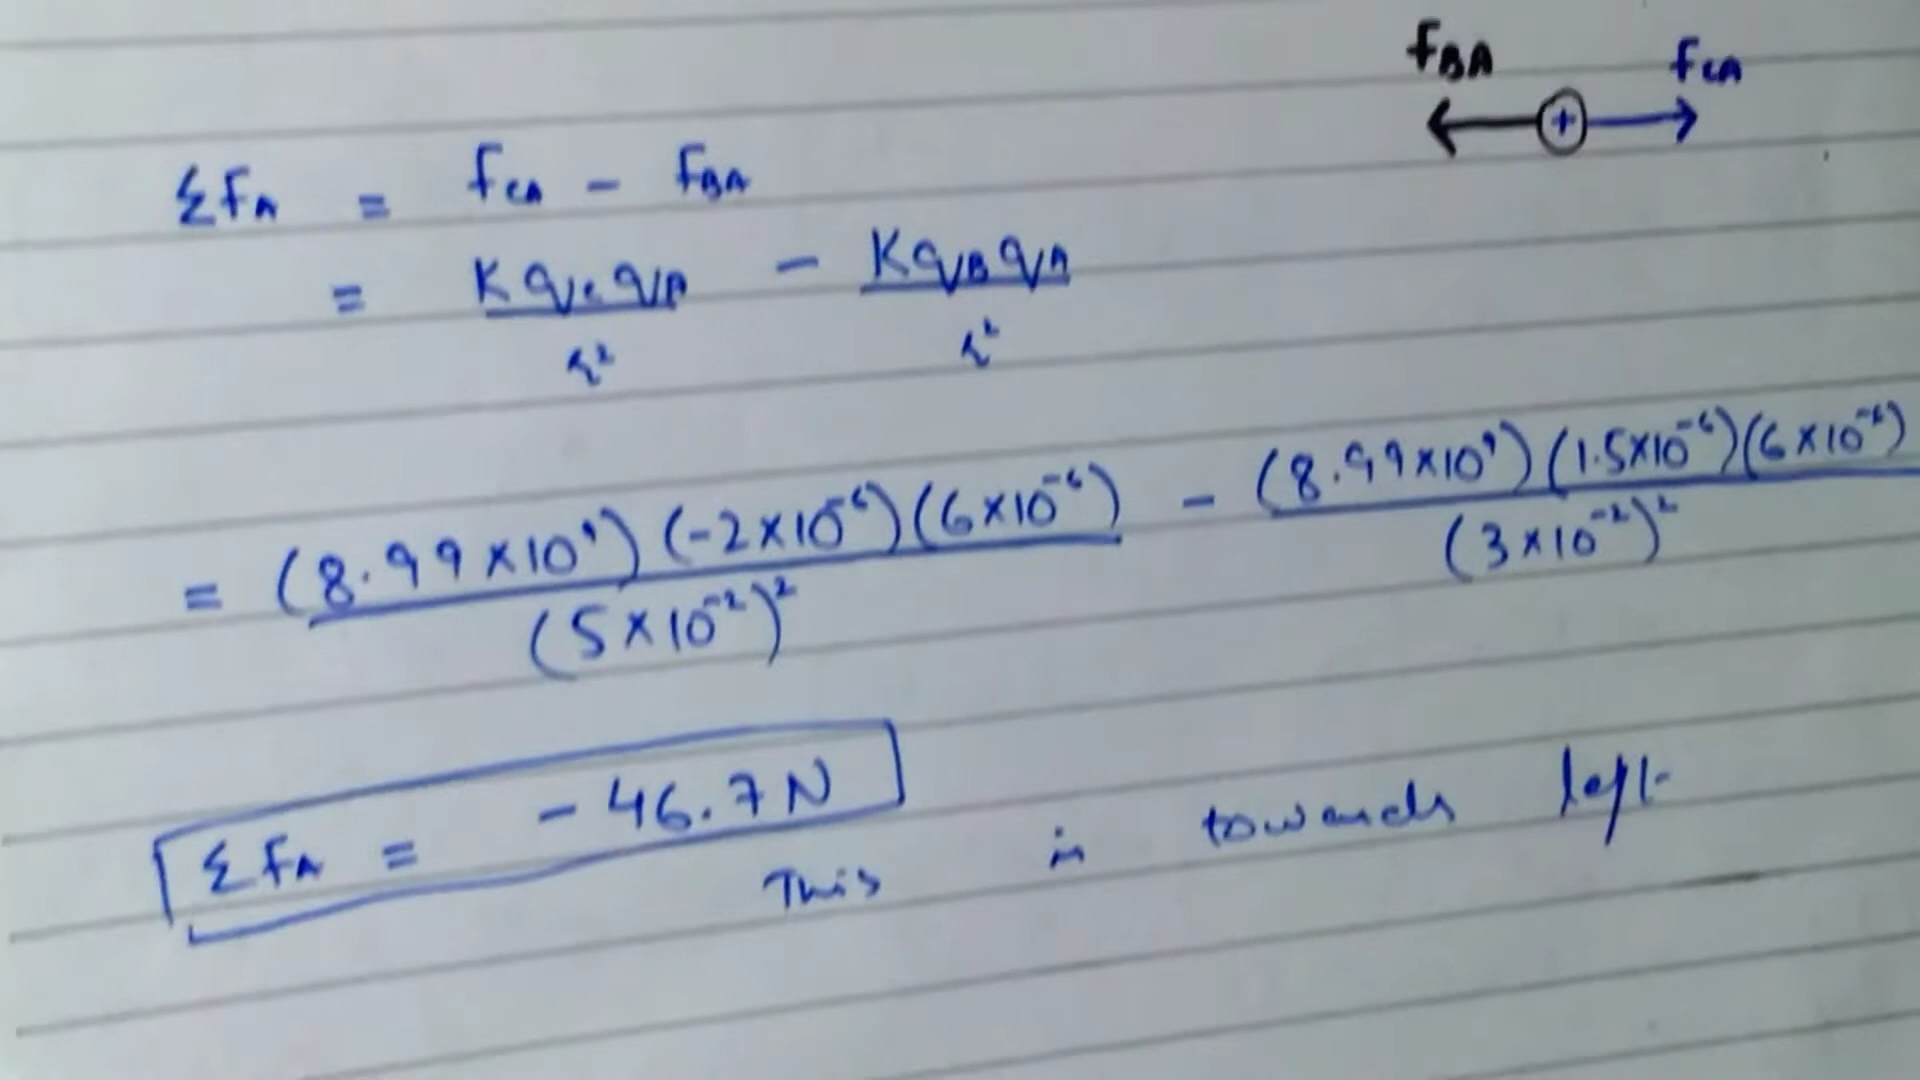 fBA fCA
+
ΣFA = fCA - fBA
= KqCqA/r² - KqBqA/r²
= (8.99×10⁹)(-2×10⁻⁶)(6×10⁻⁶)/(5×10⁻²)² - (8.99×10⁹)(1.5×10⁻⁶)(6×10⁻⁶)/(3×10⁻²)²
ΣFA = -46.7N
This is towards left